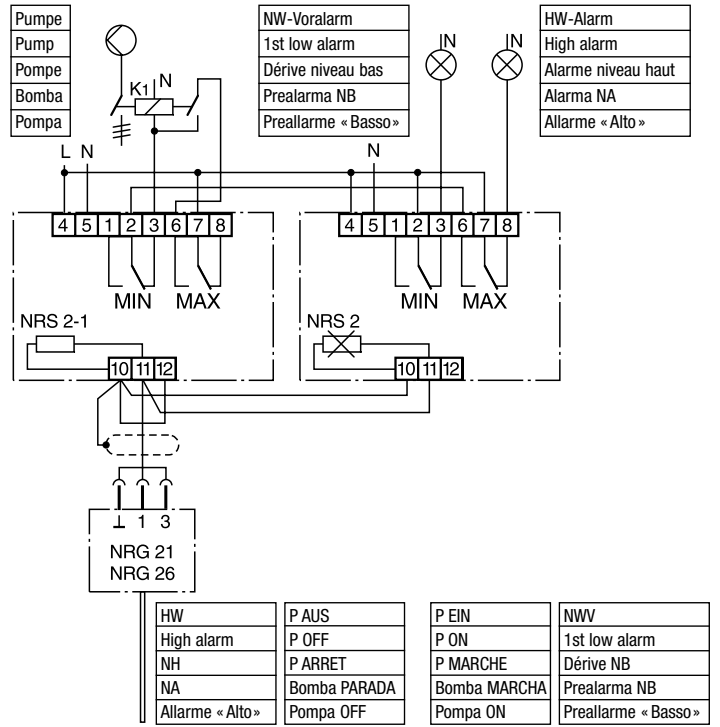 Pumpe
Pump
Pompe
Bomba
Pompa
NW-Voralarm
1st low alarm
Dérive niveau bas
Prealarma NB
Preallarme «Basso»
HW-Alarm
High alarm
Alarme niveau haut
Alarma NA
Allarme «Alto»
K1 N
N
N
L N
N
4 5 1 2 3 6 7 8
4 5 1 2 3 6 7 8
MIN MAX
MIN MAX
NRS 2-1
NRS 2
10 11 12
10 11 12
⊥ 1 3
NRG 21
NRG 26
HW
High alarm
NH
NA
Allarme «Alto»
P AUS
P OFF
P ARRET
Bomba PARADA
Pompa OFF
P EIN
P ON
P MARCHE
Bomba MARCHA
Pompa ON
NWV
1st low alarm
Dérive NB
Prealarma NB
Preallarme «Basso»